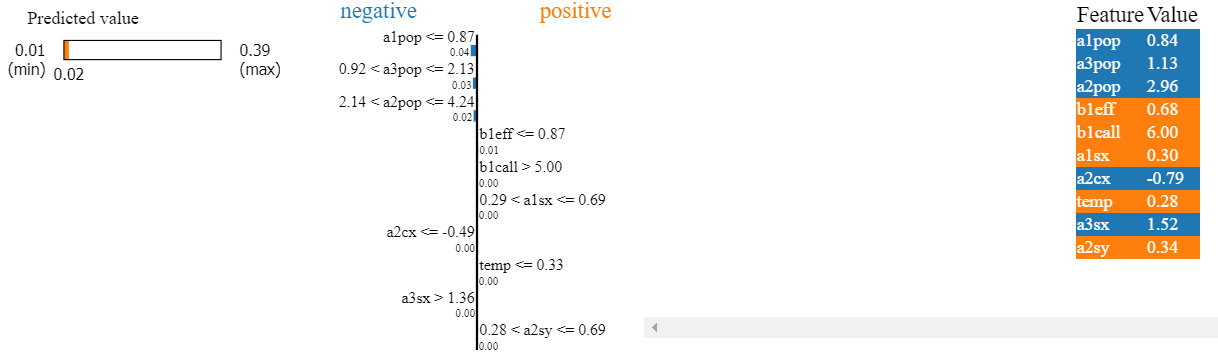 Predicted value
0.01
(min)
0.02
0.39
(max)
negative positive
a1pop <= 0.87
0.04
0.92 < a3pop <= 2.13
0.03
2.14 < a2pop <= 4.24
0.02
b1eff <= 0.87
0.01
b1call > 5.00
0.00
0.29 < a1sx <= 0.69
0.00
a2cx <= -0.49
0.00
temp <= 0.33
0.00
a3sx > 1.36
0.00
0.28 < a2sy <= 0.69
0.00
Feature Value
a1pop 0.84
a3pop 1.13
a2pop 2.96
b1eff 0.68
b1call 6.00
a1sx 0.30
a2cx -0.79
temp 0.28
a3sx 1.52
a2sy 0.34